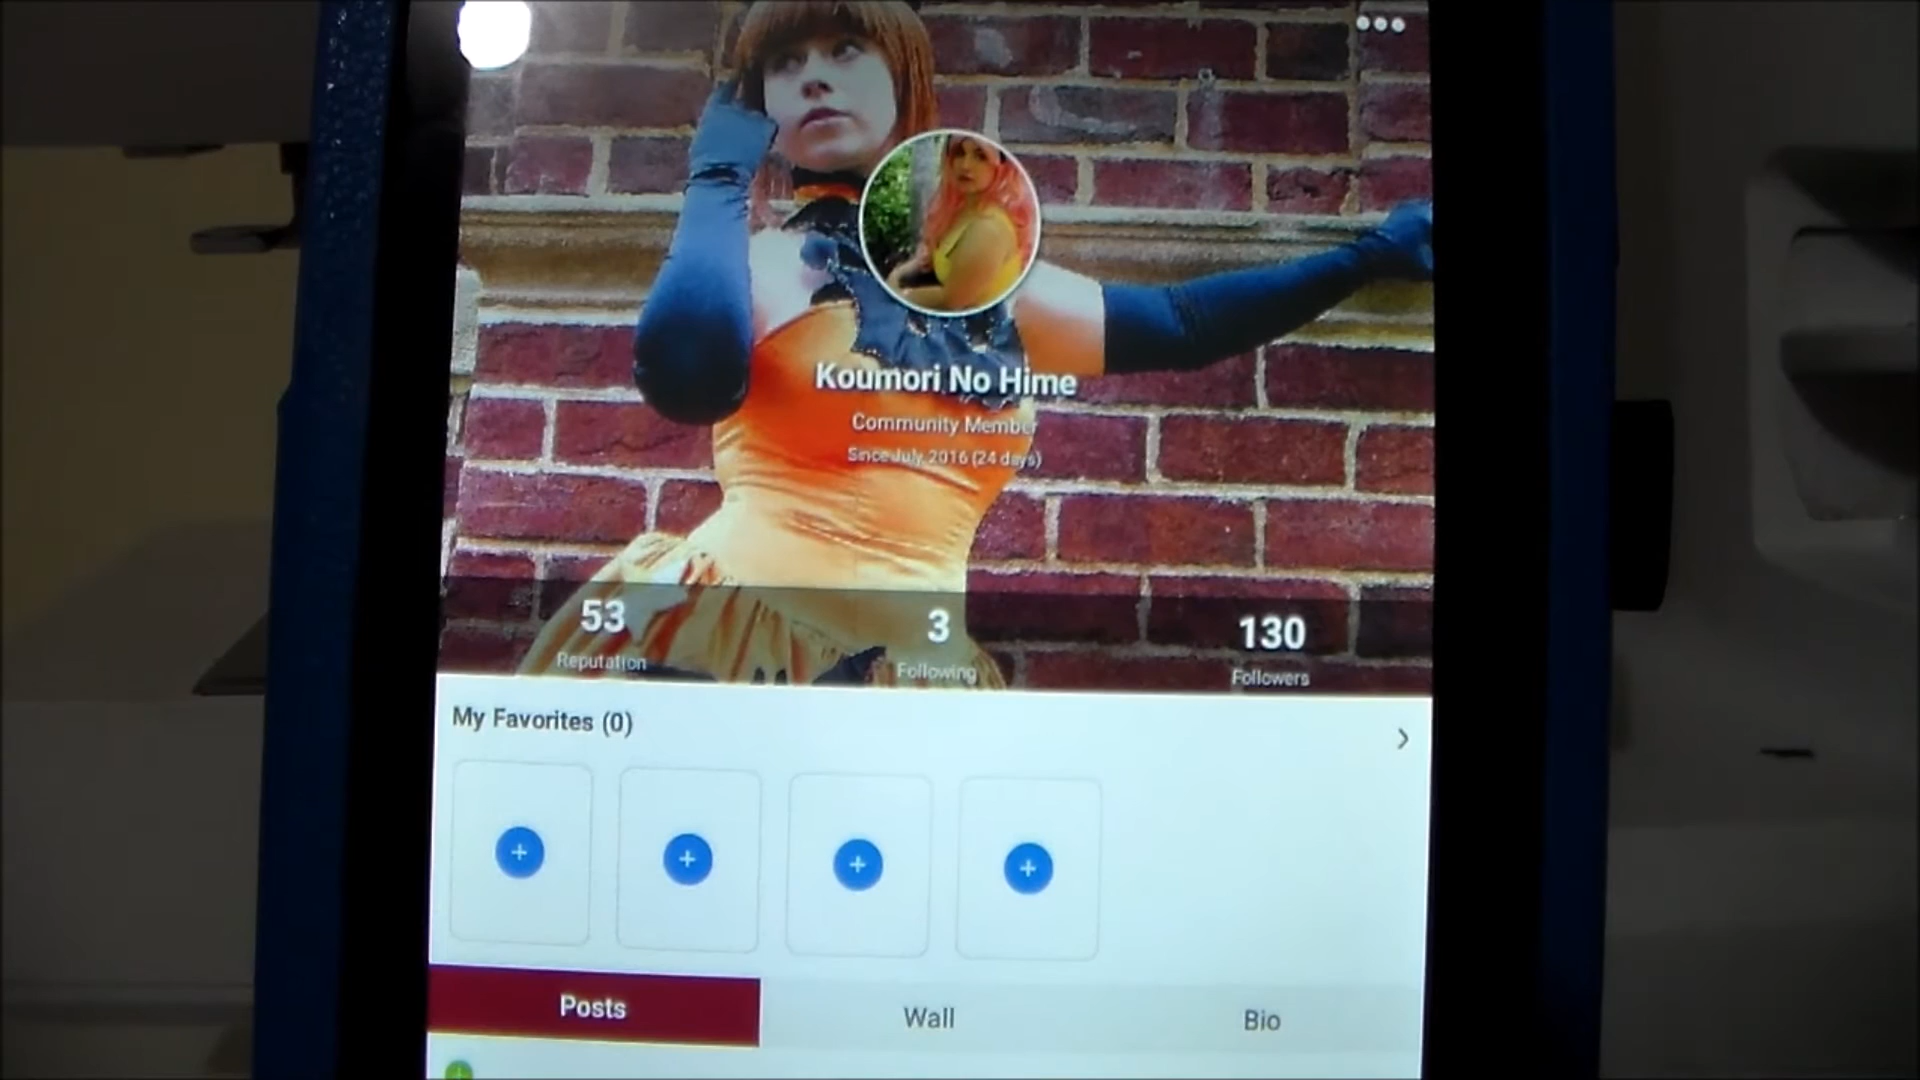 Koumori No Hime
Community Member
Since July 2016 (24 days)
53
Reputation
3
Following
130
Followers
My Favorites (0)
Posts
Wall
Bio